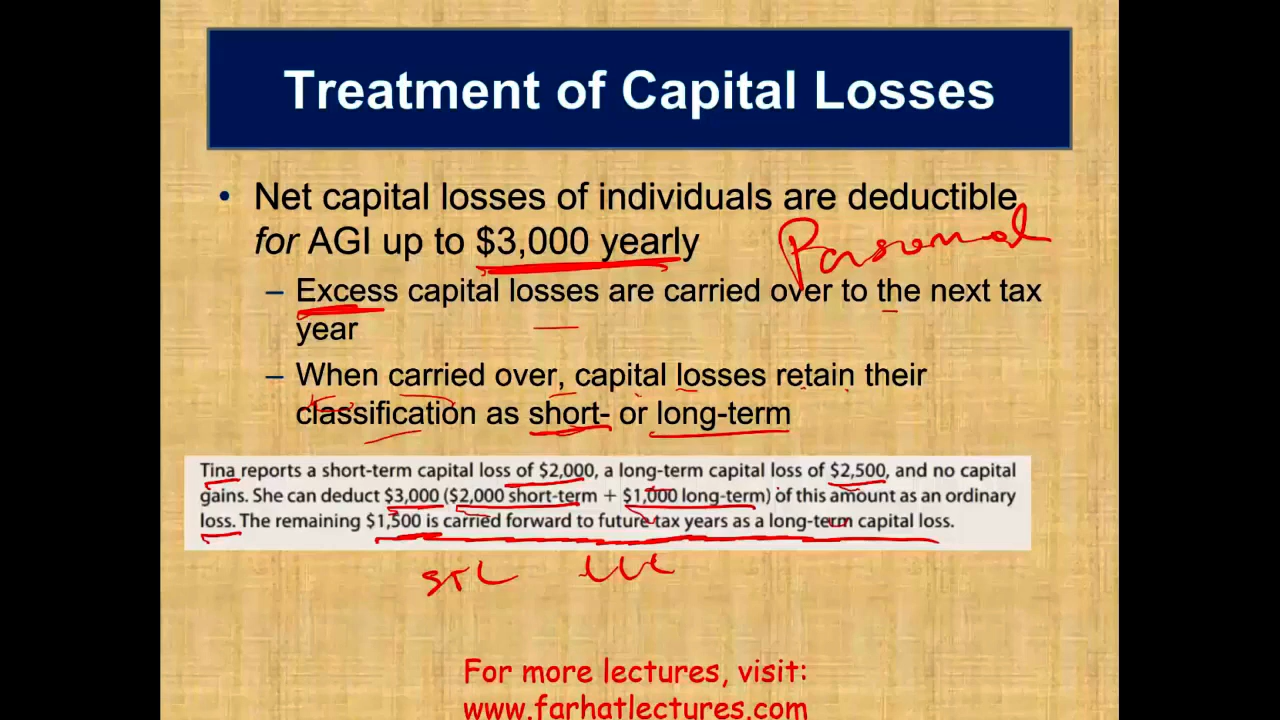 Treatment of Capital Losses
• Net capital losses of individuals are deductible
for AGI up to $3,000 yearly
Personal
– Excess capital losses are carried over to the next tax
year
– When carried over, capital losses retain their
classification as short- or long-term
Tina reports a short-term capital loss of $2,000, a long-term capital loss of $2,500, and no capital
gains. She can deduct $3,000 ($2,000 short-term + $1,000 long-term) of this amount as an ordinary
loss. The remaining $1,500 is carried forward to future tax years as a long-term capital loss.
STL
For more lectures, visit:
www.farhatlectures.com